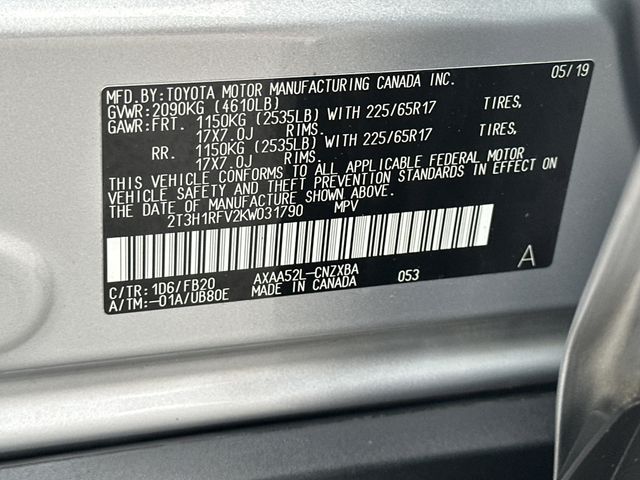 MFD.BY:TOYOTA MOTOR MANUFACTURING CANADA INC. 05/19
GVWR:2090KG (4610LB)
GAWR:FRT. 1150KG (2535LB) WITH 225/65R17 TIRES,
17X7.0J RIMS.
RR. 1150KG (2535LB) WITH 225/65R17 TIRES,
17X7.0J RIMS.
THIS VEHICLE CONFORMS TO ALL APPLICABLE FEDERAL MOTOR
VEHICLE SAFETY AND THEFT PREVENTION STANDARDS IN EFFECT ON
THE DATE OF MANUFACTURE SHOWN ABOVE.
2T3H1RFV2KW031790 MPV
A
C/TR:1D6/FB20 AXAA52L-CNZXBA 053
A/TM:-01A/UB80E MADE IN CANADA